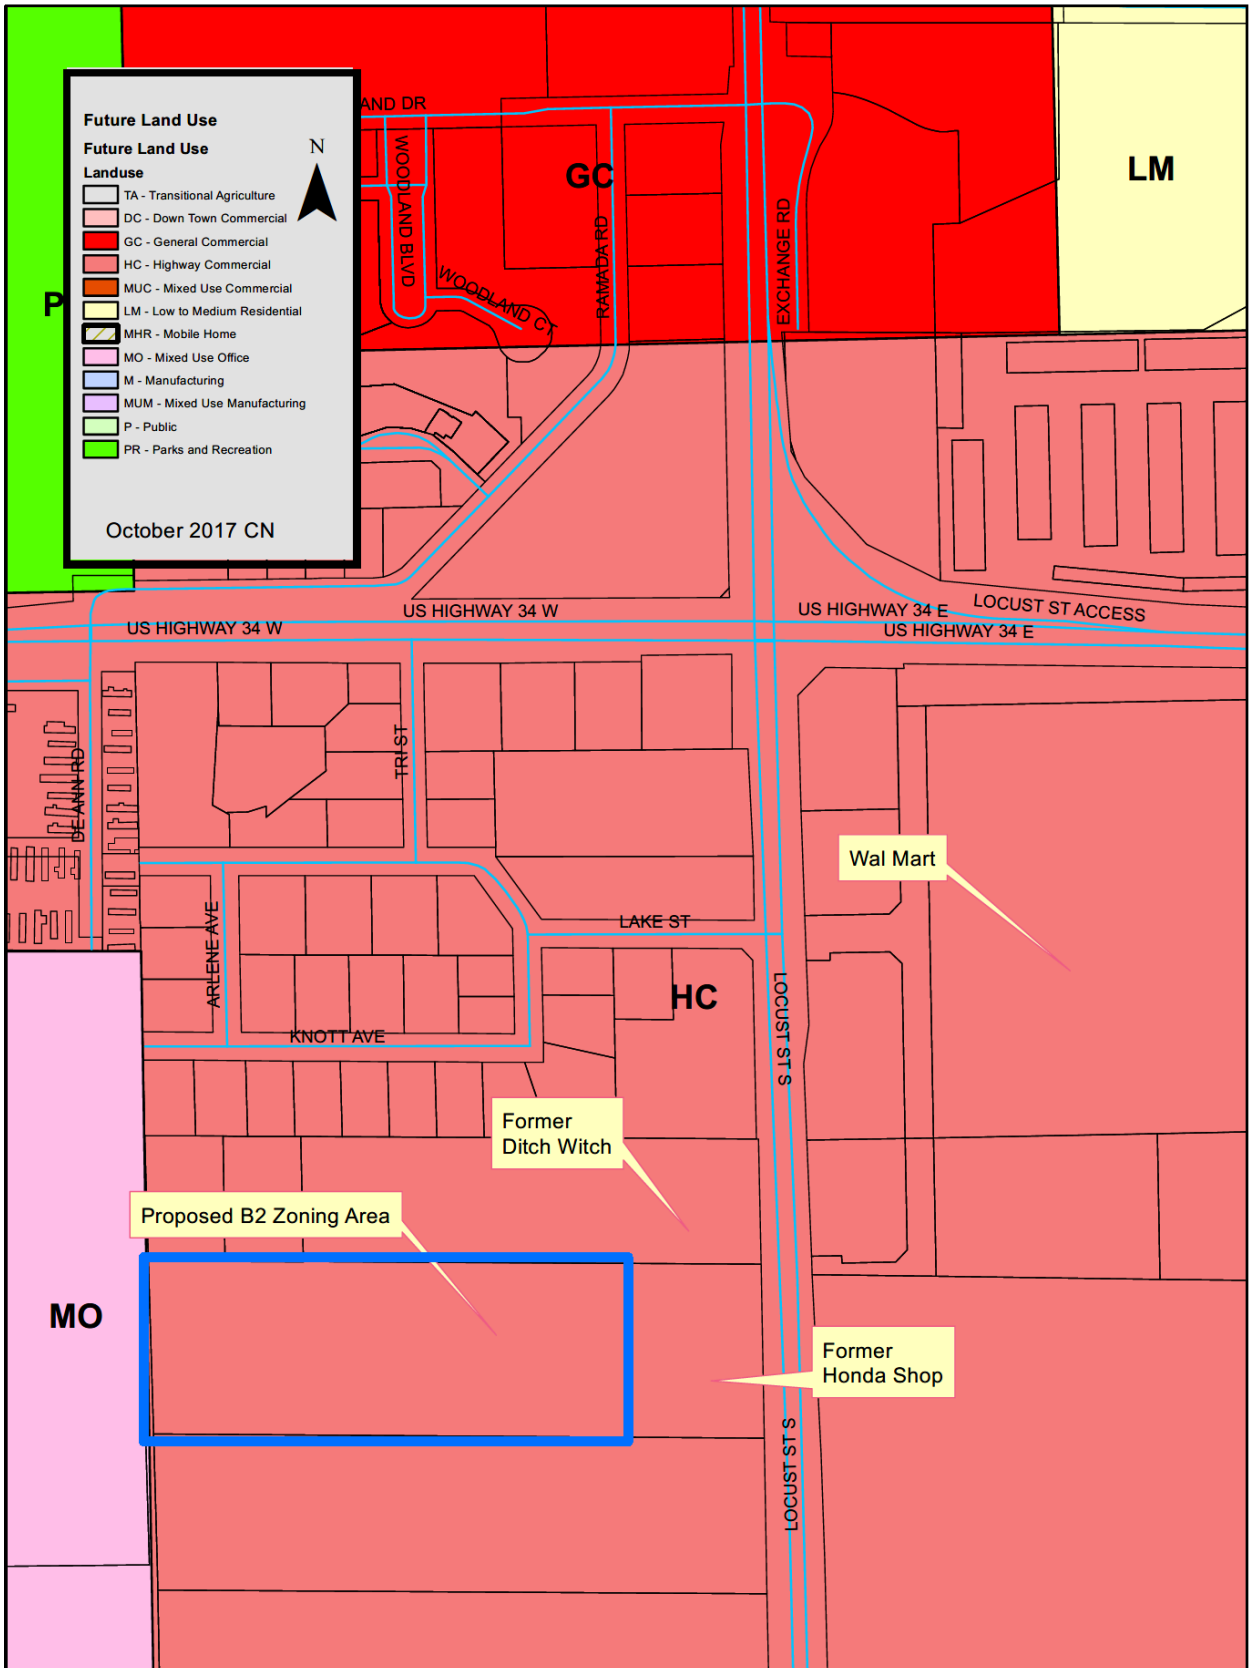 AND DR
LM
GC
WOODLAND BLVD
WOODLAND CT
RAMADA RD
EXCHANGE RD
P
Future Land Use
Future Land Use
Landuse
N
TA - Transitional Agriculture
DC - Down Town Commercial
GC - General Commercial
HC - Highway Commercial
MUC - Mixed Use Commercial
LM - Low to Medium Residential
MHR - Mobile Home
MO - Mixed Use Office
M - Manufacturing
MUM - Mixed Use Manufacturing
P - Public
PR - Parks and Recreation
October 2017 CN
US HIGHWAY 34 W
US HIGHWAY 34 W
US HIGHWAY 34 E
LOCUST ST ACCESS
US HIGHWAY 34 E
DE ANN RD
TRI ST
Wal Mart
ARLENE AVE
LAKE ST
HC
LOCUST ST S
KNOTT AVE
Former
Ditch Witch
Proposed B2 Zoning Area
MO
Former
Honda Shop
LOCUST ST S